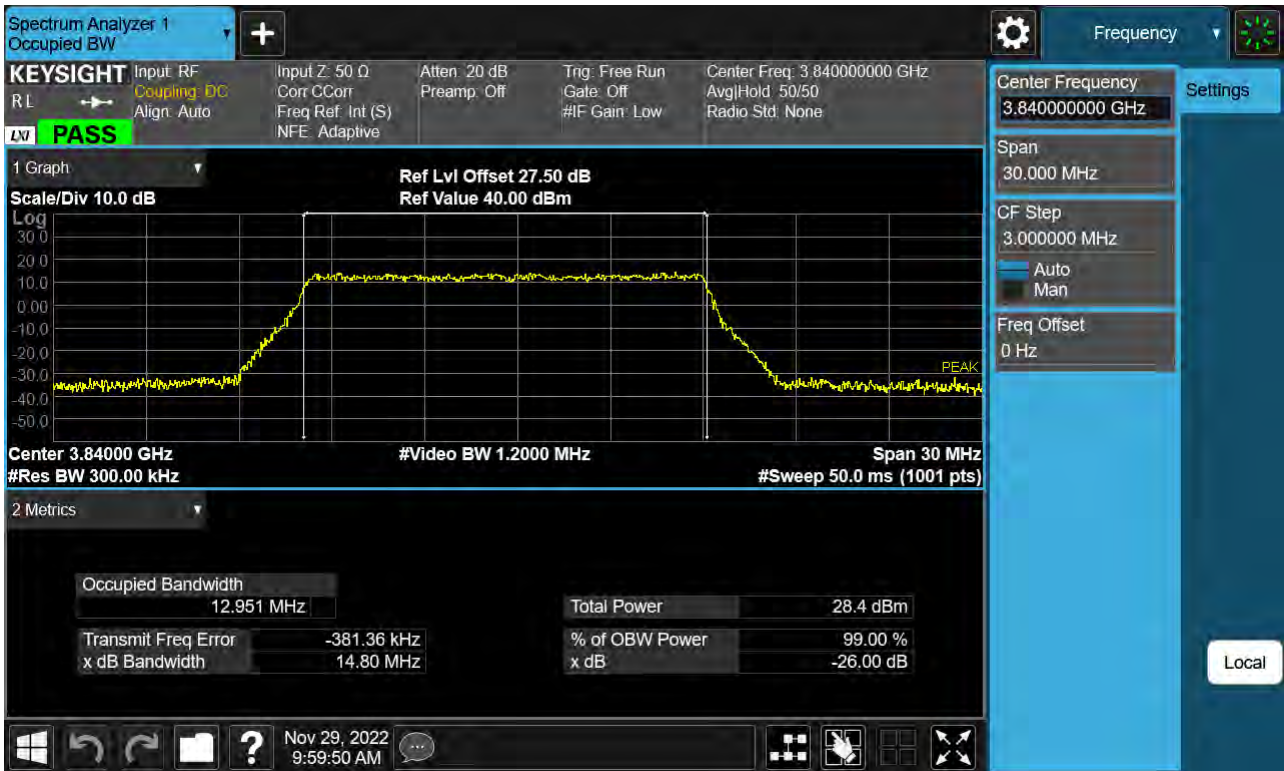 Spectrum Analyzer 1
Occupied BW
+
Frequency
KEYSIGHT
RL
LXI
PASS
Input: RF
Coupling: DC
Align: Auto
Input Z: 50 Ω
Corr CCorr
Freq Ref: Int (S)
NFE: Adaptive
Atten: 20 dB
Preamp: Off
Trig: Free Run
Gate: Off
#IF Gain: Low
Center Freq: 3.840000000 GHz
Avg|Hold: 50/50
Radio Std: None
Center Frequency
3.840000000 GHz
Settings
Span
30.000 MHz
CF Step
3.000000 MHz
Auto
Man
Freq Offset
0 Hz
Local
1 Graph
Scale/Div 10.0 dB
Ref Lvl Offset 27.50 dB
Ref Value 40.00 dBm
Log
30.0
20.0
10.0
0.00
-10.0
-20.0
-30.0
-40.0
-50.0
PEAK
Center 3.84000 GHz
#Video BW 1.2000 MHz
Span 30 MHz
#Res BW 300.00 kHz
#Sweep 50.0 ms (1001 pts)
2 Metrics
Occupied Bandwidth
12.951 MHz
Total Power 28.4 dBm
Transmit Freq Error -381.36 kHz
% of OBW Power 99.00 %
x dB Bandwidth 14.80 MHz
x dB -26.00 dB
?
Nov 29, 2022
9:59:50 AM